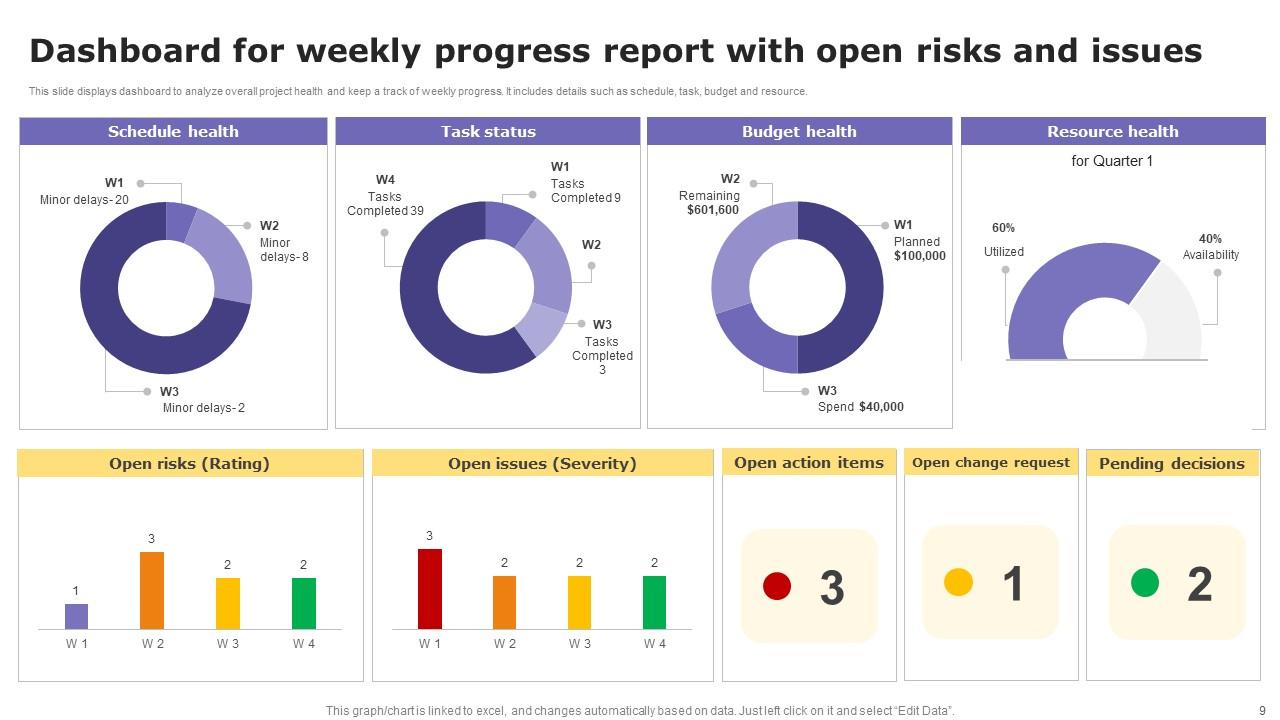 Dashboard for weekly progress report with open risks and issues
This slide displays dashboard to analyze overall project health and keep a track of weekly progress. It includes details such as schedule, task, budget and resource.
Schedule health
W1
Minor delays- 20
W2
Minor
delays- 8
W3
Minor delays- 2
Task status
W4
Tasks
Completed 39
W1
Tasks
Completed 9
W2
W3
Tasks
Completed
3
Budget health
W2
Remaining
$601,600
W1
Planned
$100,000
W3
Spend $40,000
Resource health
for Quarter 1
60%
Utilized
40%
Availability
Open risks (Rating)
1
3
2
2
W 1
W 2
W 3
W 4
Open issues (Severity)
3
2
2
2
W 1
W 2
W 3
W 4
Open action items
3
Open change request
1
Pending decisions
2
This graph/chart is linked to excel, and changes automatically based on data. Just left click on it and select “Edit Data”.
9